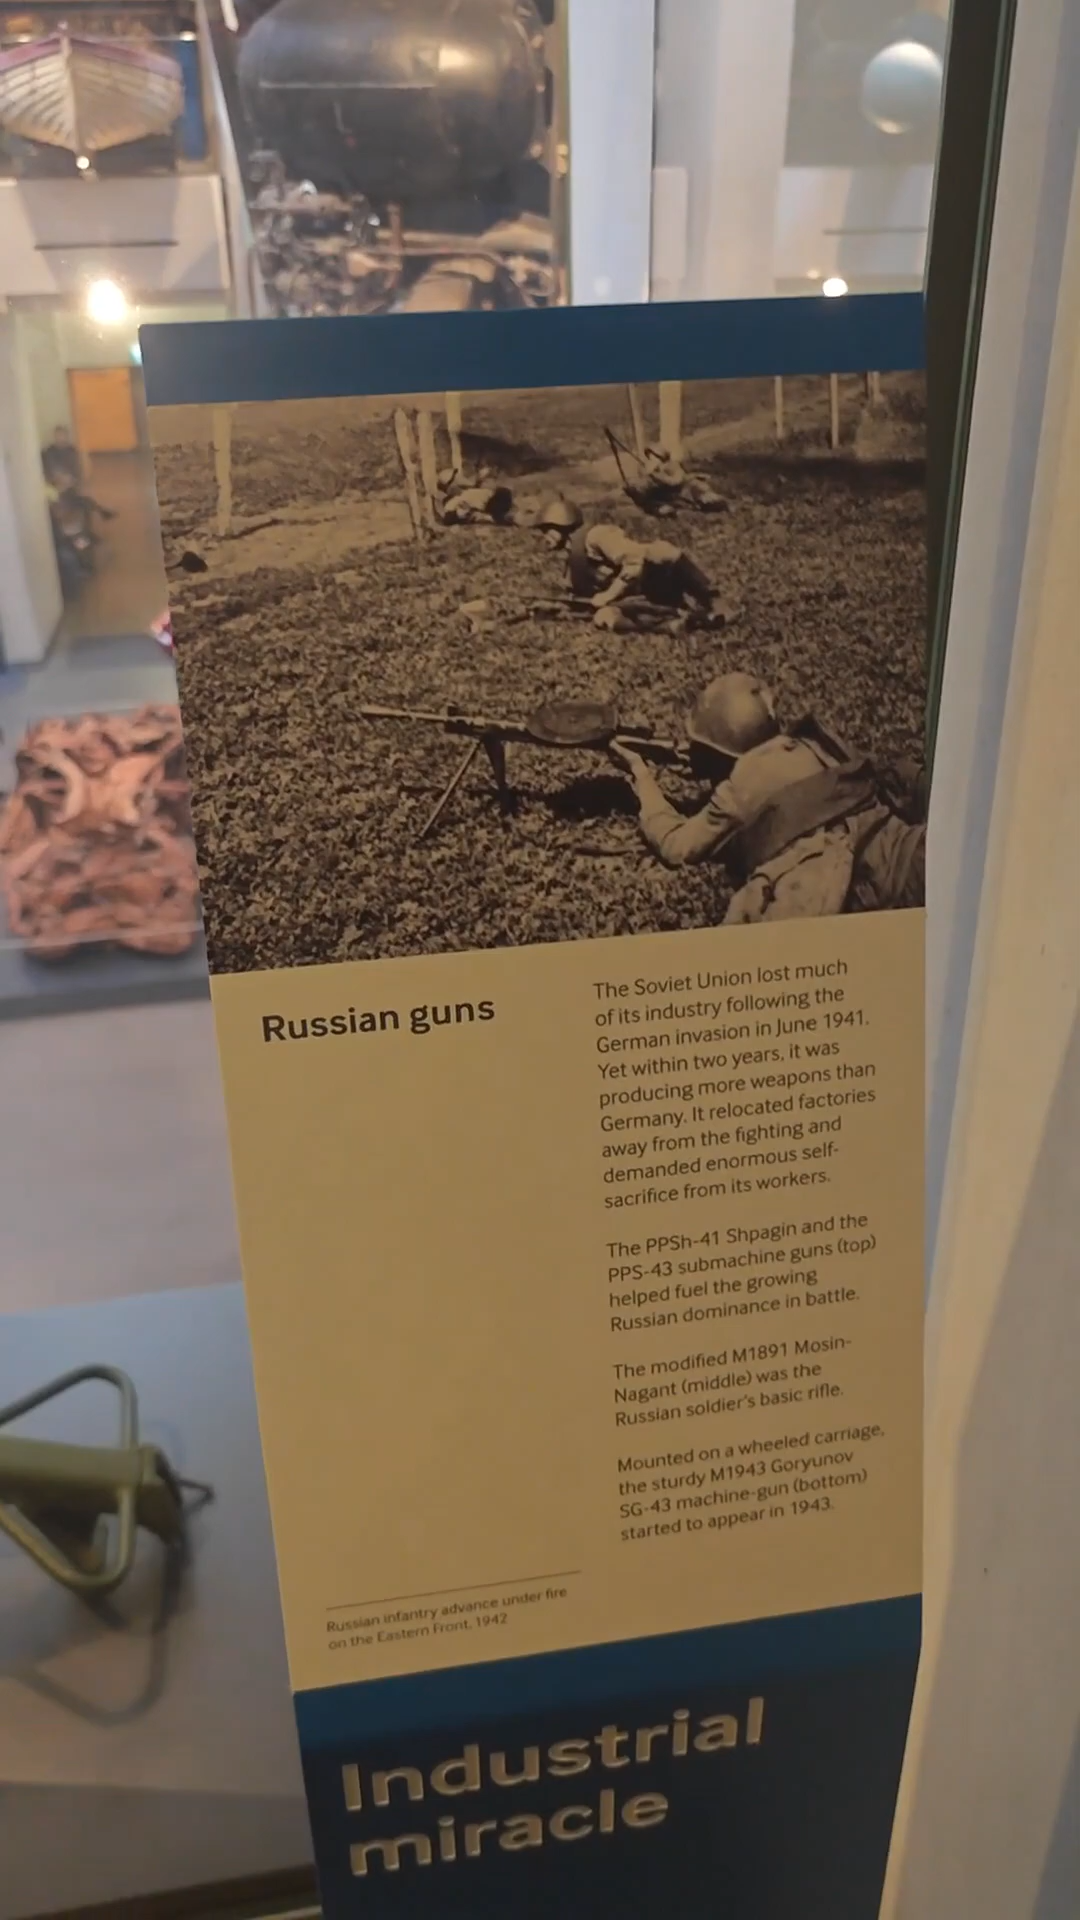 Russian guns
The Soviet Union lost much
of its industry following the
German invasion in June 1941.
Yet within two years, it was
producing more weapons than
Germany. It relocated factories
away from the fighting and
demanded enormous self-
sacrifice from its workers.
The PPSh-41 Shpagin and the
PPS-43 submachine guns (top)
helped fuel the growing
Russian dominance in battle.
The modified M1891 Mosin-
Nagant (middle) was the
Russian soldier's basic rifle.
Mounted on a wheeled carriage,
the sturdy M1943 Goryunov
SG-43 machine-gun (bottom)
started to appear in 1943.
Russian infantry advance under fire
on the Eastern Front, 1942
Industrial
miracle